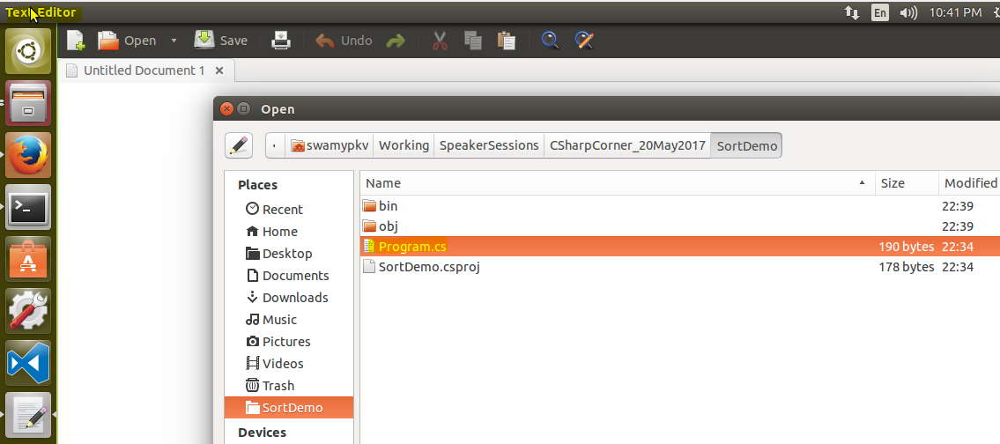 Text Editor
En
10:41 PM
Open
Save
Undo
Untitled Document 1
Open
swamypkv
Working
SpeakerSessions
CSharpCorner_20May2017
SortDemo
Places
Recent
Home
Desktop
Documents
Downloads
Music
Pictures
Videos
Trash
SortDemo
Devices
Name Size Modified
bin 22:39
obj 22:39
Program.cs 190 bytes 22:34
SortDemo.csproj 178 bytes 22:34